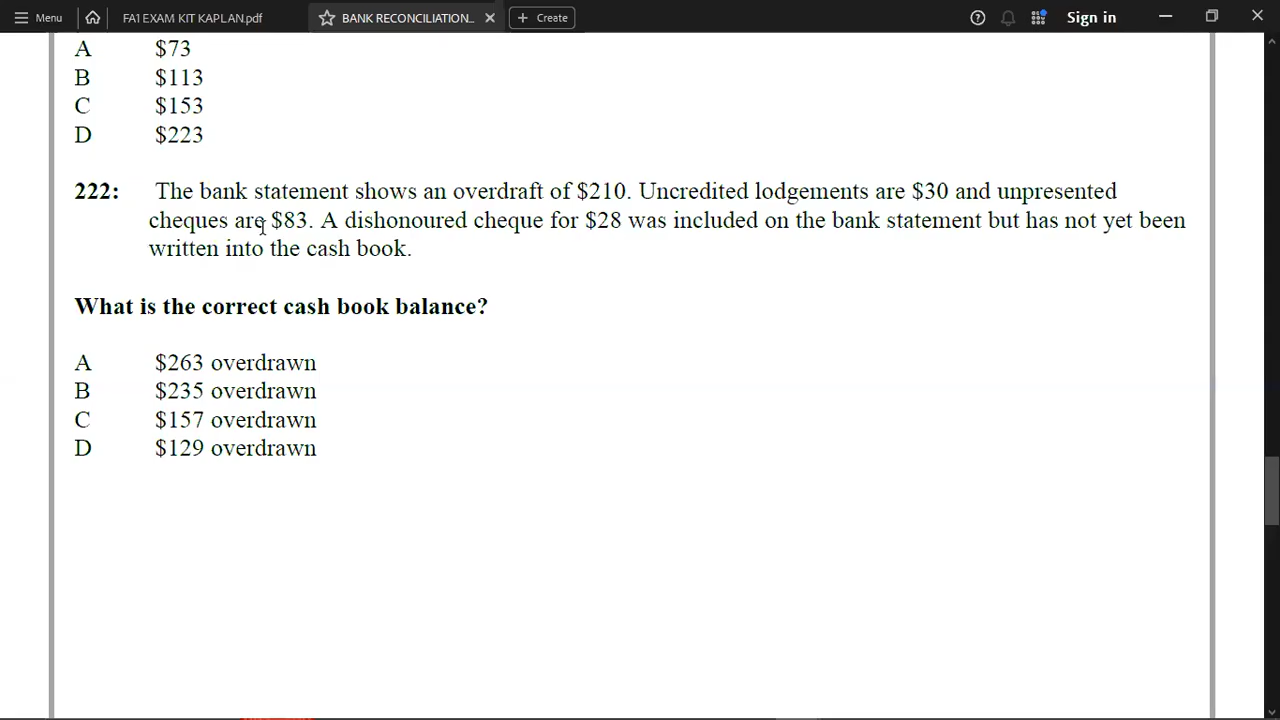 Menu
FA1 EXAM KIT KAPLAN.pdf
BANK RECONCILIATION...
Create
Sign in
A $73
B $113
C $153
D $223
222: The bank statement shows an overdraft of $210. Uncredited lodgements are $30 and unpresented
cheques are $83. A dishonoured cheque for $28 was included on the bank statement but has not yet been
written into the cash book.
What is the correct cash book balance?
A $263 overdrawn
B $235 overdrawn
C $157 overdrawn
D $129 overdrawn